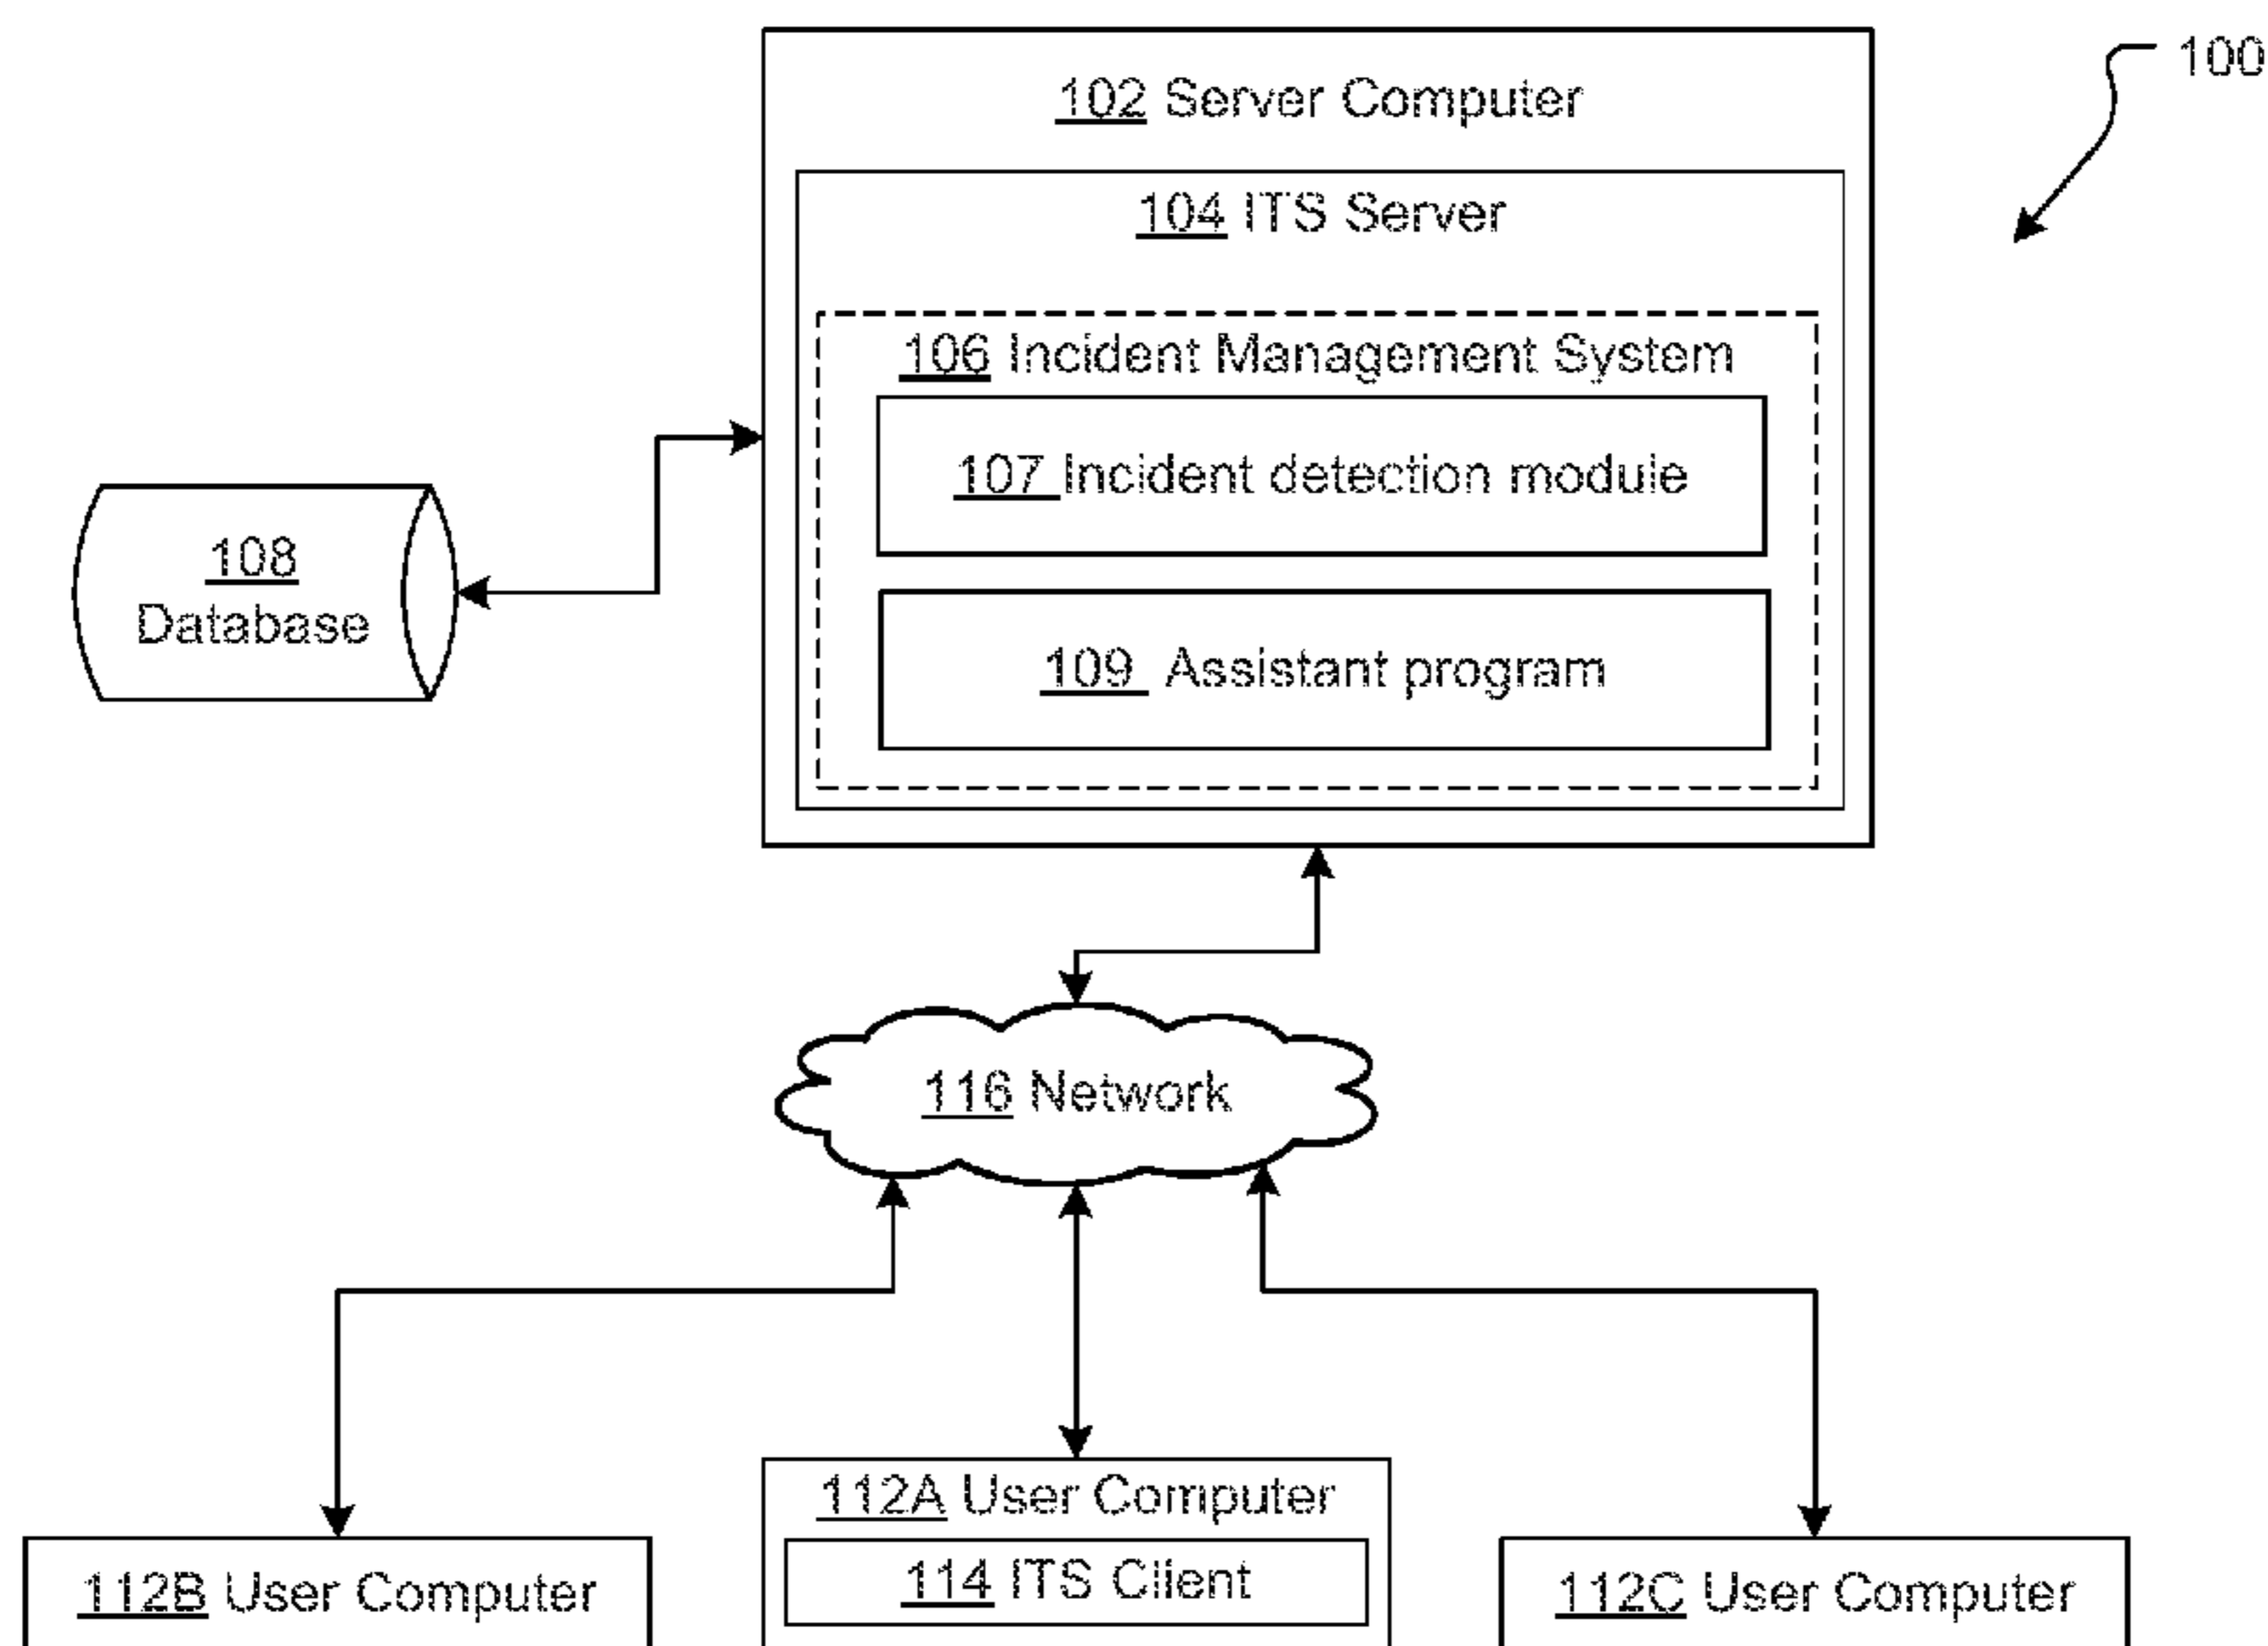 100
102 Server Computer
104 ITS Server
106 Incident Management System
107 Incident detection module
108
Database
109 Assistant program
116 Network
112A User Computer
114 ITS Client
112B User Computer
112C User Computer